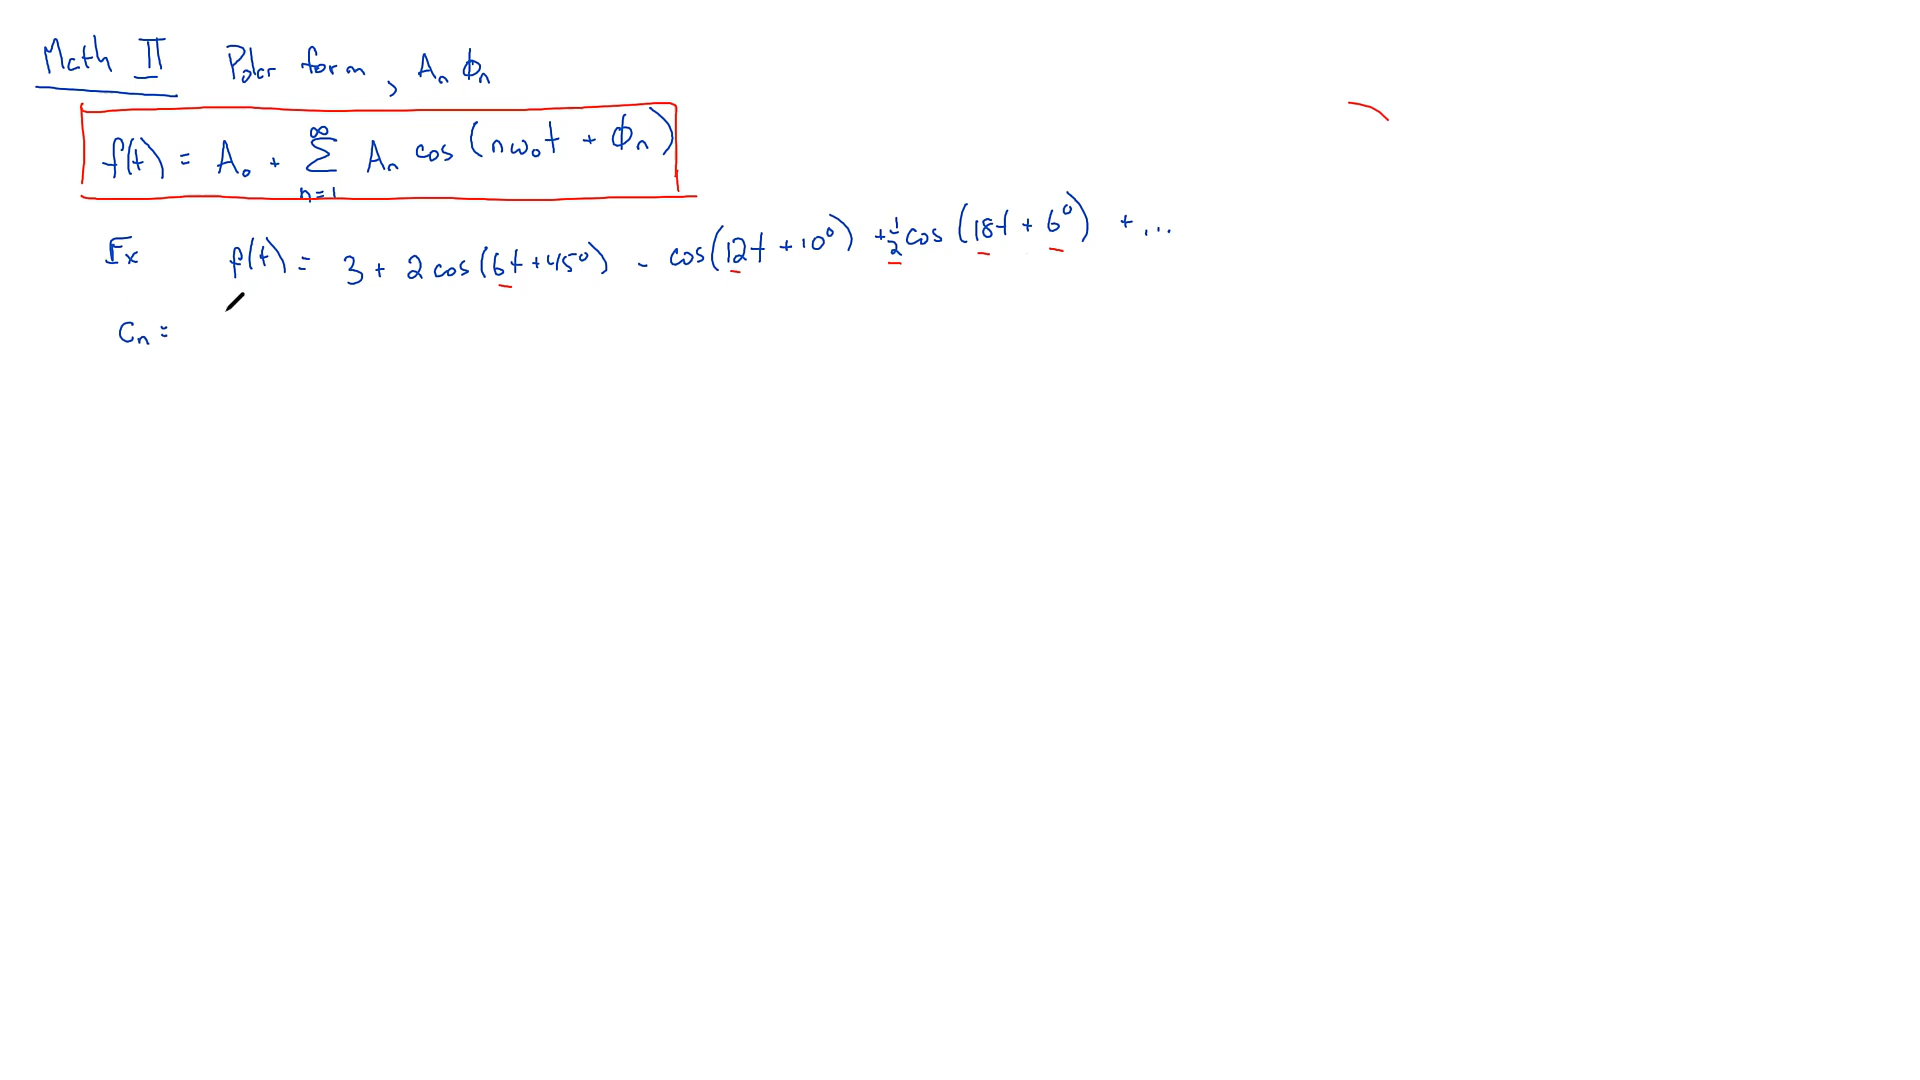 Math II Polar form, Aₙ ϕₙ
f(t) = A₀ + ∑ₙ₌₁^∞ Aₙ cos(nω₀t + ϕₙ)
Ex f(t) = 3 + 2 cos(6t + 45°) - cos(12t + 10°) + ½ cos(18t + 6°) + ...
Cₙ =